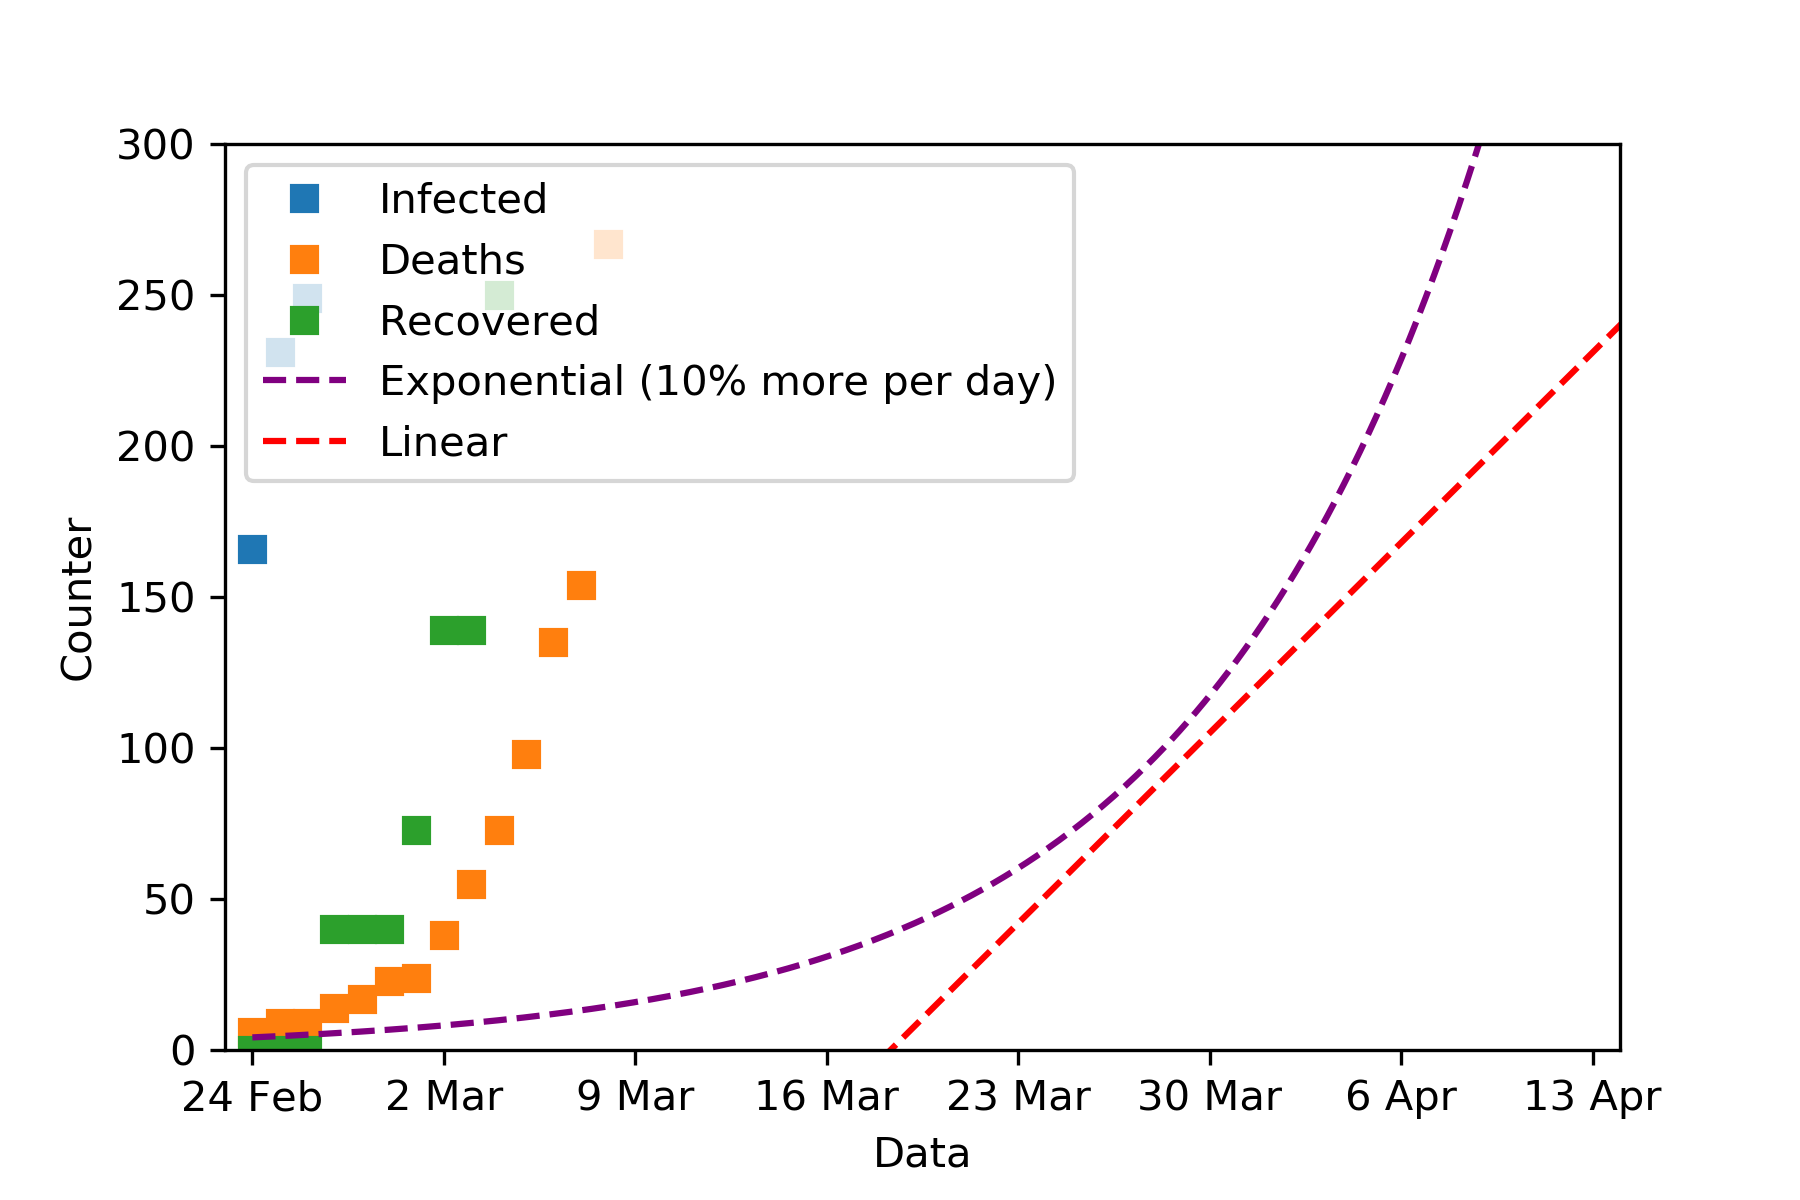 300
250
200
150
100
50
0
Counter
Infected
Deaths
Recovered
Exponential (10% more per day)
Linear
24 Feb 2 Mar 9 Mar 16 Mar 23 Mar 30 Mar 6 Apr 13 Apr
Data